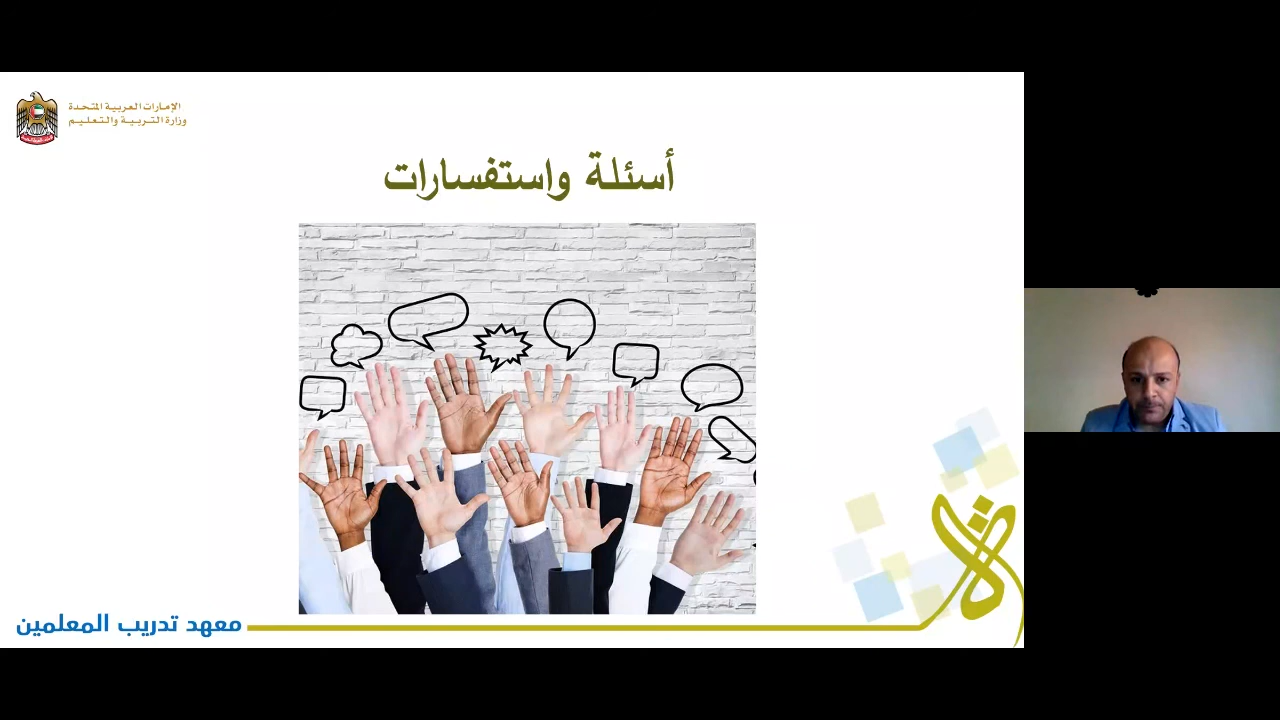 الإمارات العربية المتحدة
وزارة التربية والتعليم
أسئلة واستفسارات
معهد تدريب المعلمين